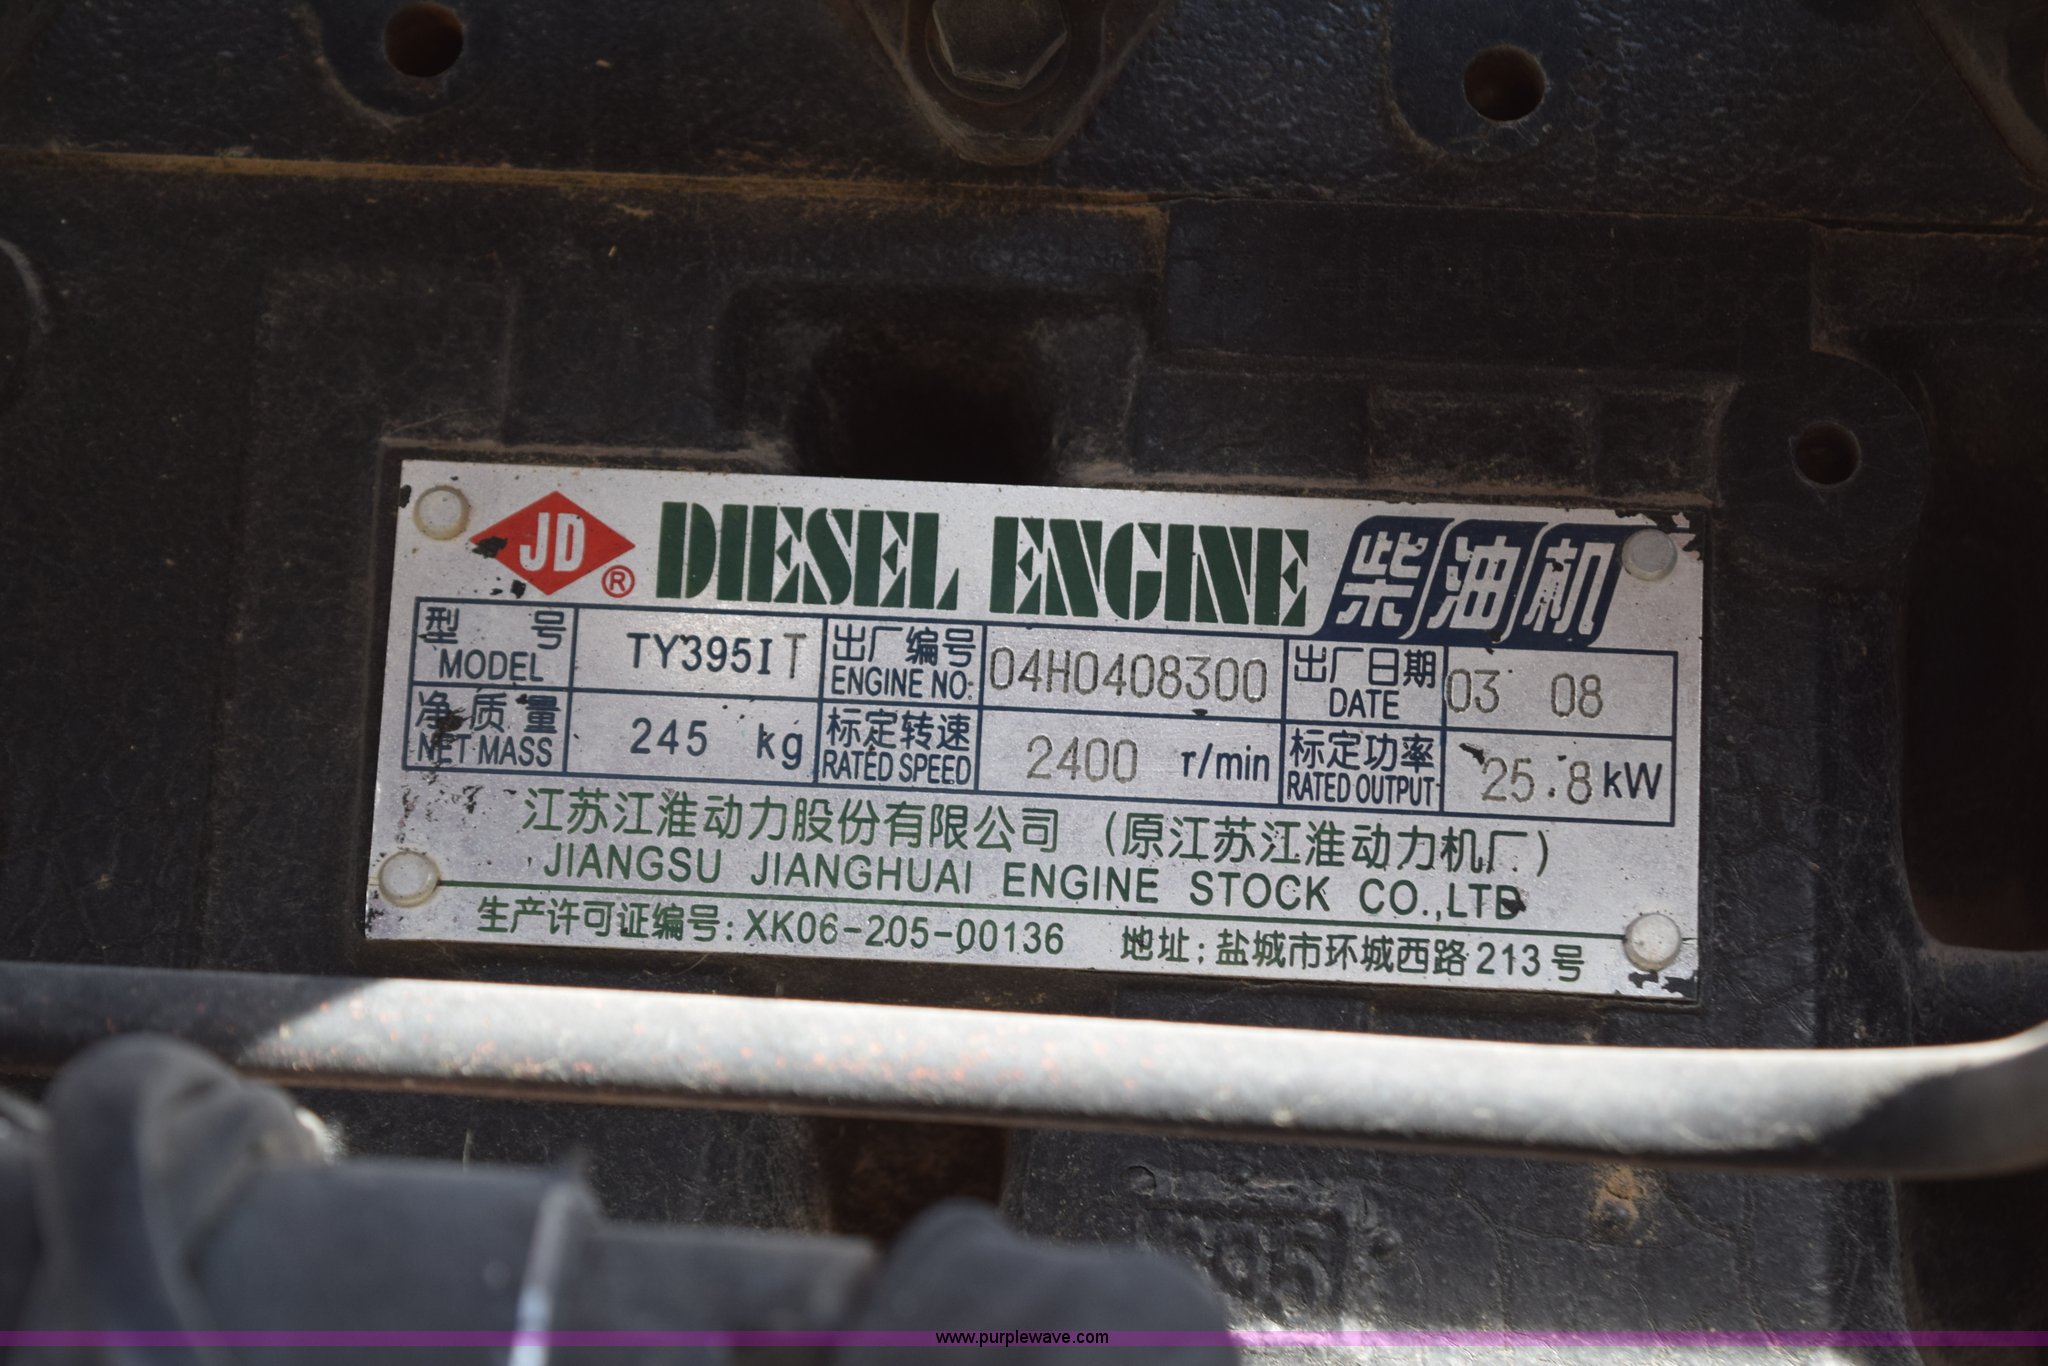 JD® DIESEL ENGINE 柴油机
型号 TY395IT 出厂编号 04H0408300 出厂日期 03 08
MODEL ENGINE NO. DATE
净质量 245 kg 标定转速 2400 r/min 标定功率 25.8 kW
NET MASS RATED SPEED RATED OUTPUT
江苏江淮动力股份有限公司（原江苏江淮动力机厂）
JIANGSU JIANGHUAI ENGINE STOCK CO.,LTD
生产许可证编号: XK06-205-00136 地址: 盐城市环城西路213号
395
www.purplewave.com